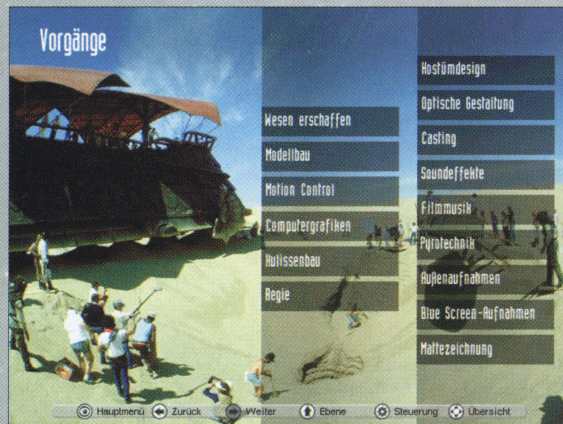 Vorgänge
Wesen erschaffen
Modellbau
Motion Control
Computergrafiken
Kulissenbau
Regie
Kostümdesign
Optische Gestaltung
Casting
Soundeffekte
Filmmusik
Pyrotechnik
Außenaufnahmen
Blue Screen-Aufnahmen
Mattezeichnung
Hauptmenü
Zurück
Weiter
Ebene
Steuerung
Übersicht